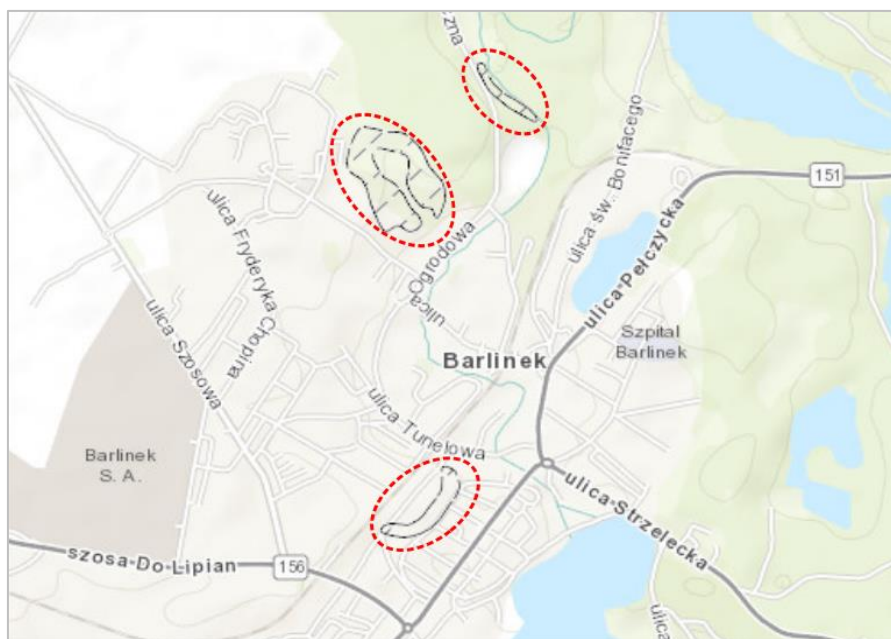 czna
ulica św. Bonifacego
151
ulica Fryderyka Chopina
ulica-Pełczycka
ulica Ogrodowa
ulica Szosowa
Szpital
Barlinek
Barlinek
ulica Tunelowa
Barlinek
S. A.
ulica-Strzelecka
szosa-Do-Lipian
156
ulica